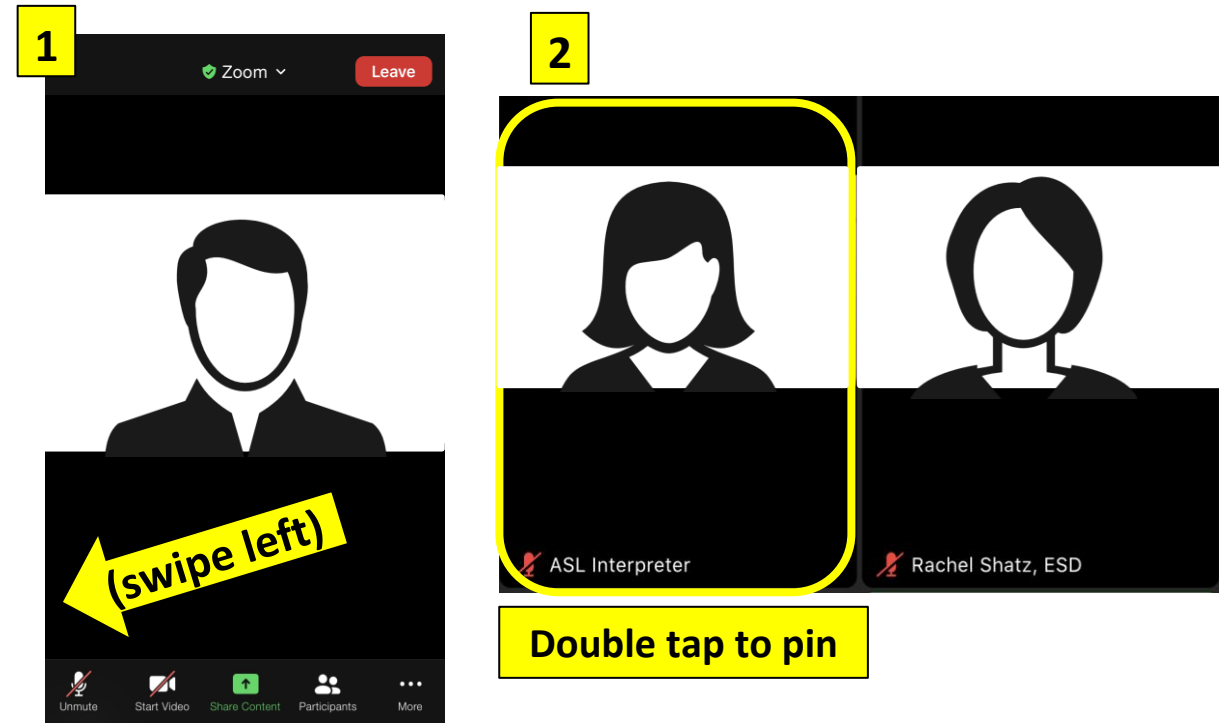 1
Zoom
Leave
(swipe left)
Unmute
Start Video
Share Content
Participants
More
2
ASL Interpreter
Rachel Shatz, ESD
Double tap to pin